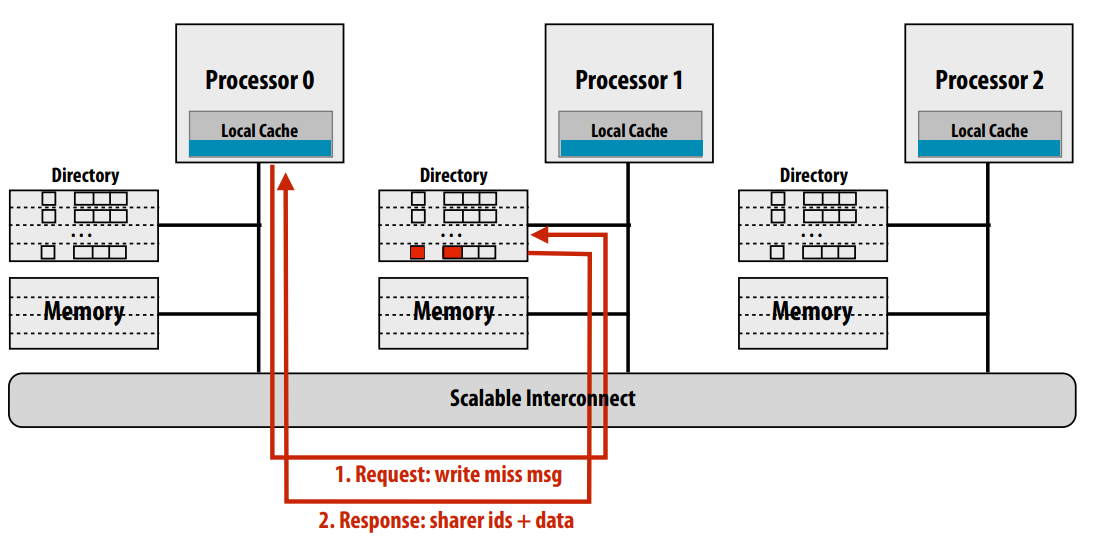 Processor 0
Processor 1
Processor 2
Local Cache
Local Cache
Local Cache
Directory
Directory
Directory
...
...
...
Memory
Memory
Memory
Scalable Interconnect
1. Request: write miss msg
2. Response: sharer ids + data